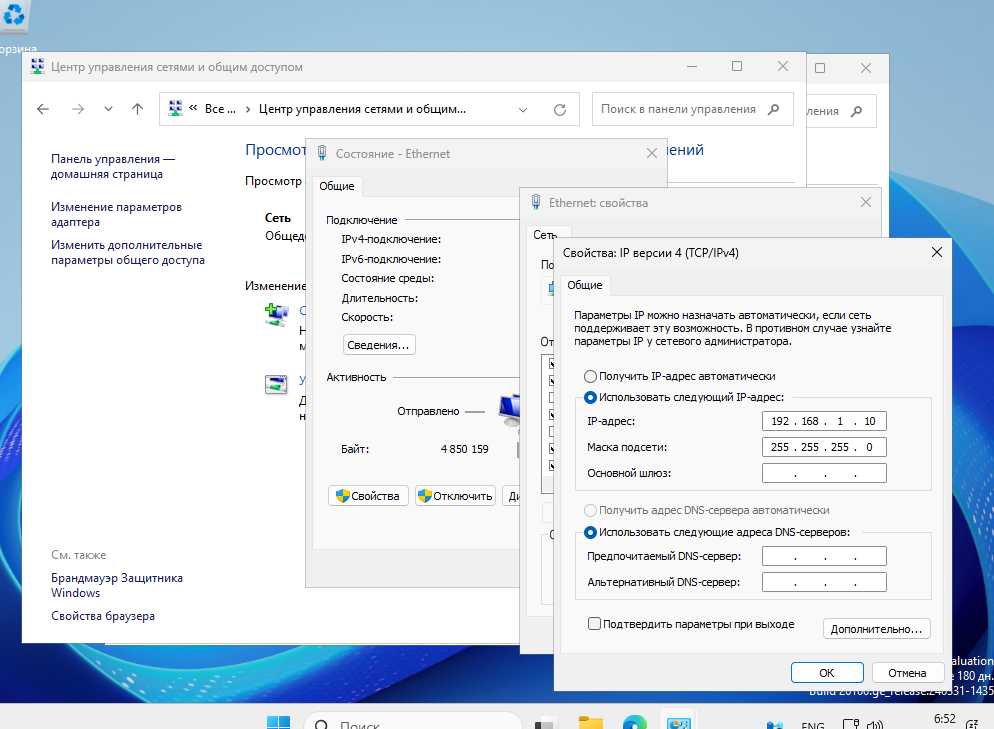 орзина
Центр управления сетями и общим доступом
« Все ... › Центр управления сетями и общим...
Поиск в панели управления
ления
Панель управления —
домашняя страница
Изменение параметров
адаптера
Изменить дополнительные
параметры общего доступа
См. также
Брандмауэр Защитника
Windows
Свойства браузера
Просмот
ений
Просмотр
Сеть
Общед
Изменение
Состояние - Ethernet
Общие
Подключение
IPv4-подключение:
IPv6-подключение:
Состояние среды:
Длительность:
Скорость:
Сведения...
Активность
Отправлено
Байт: 4 850 159
Свойства
Отключить
Ди
Ethernet: свойства
Сеть
По
От
Свойства: IP версии 4 (TCP/IPv4)
Общие
Параметры IP можно назначать автоматически, если сеть
поддерживает эту возможность. В противном случае узнайте
параметры IP у сетевого администратора.
Получить IP-адрес автоматически
Использовать следующий IP-адрес:
IP-адрес: 192 . 168 . 1 . 10
Маска подсети: 255 . 255 . 255 . 0
Основной шлюз: . . .
Получить адрес DNS-сервера автоматически
Использовать следующие адреса DNS-серверов:
Предпочитаемый DNS-сервер: . . .
Альтернативный DNS-сервер: . . .
Подтвердить параметры при выходе
Дополнительно...
ОК
Отмена
aluation
е 180 дн.
Build 26100.ge_release.240331-1435
Поиск
ENG
6:52